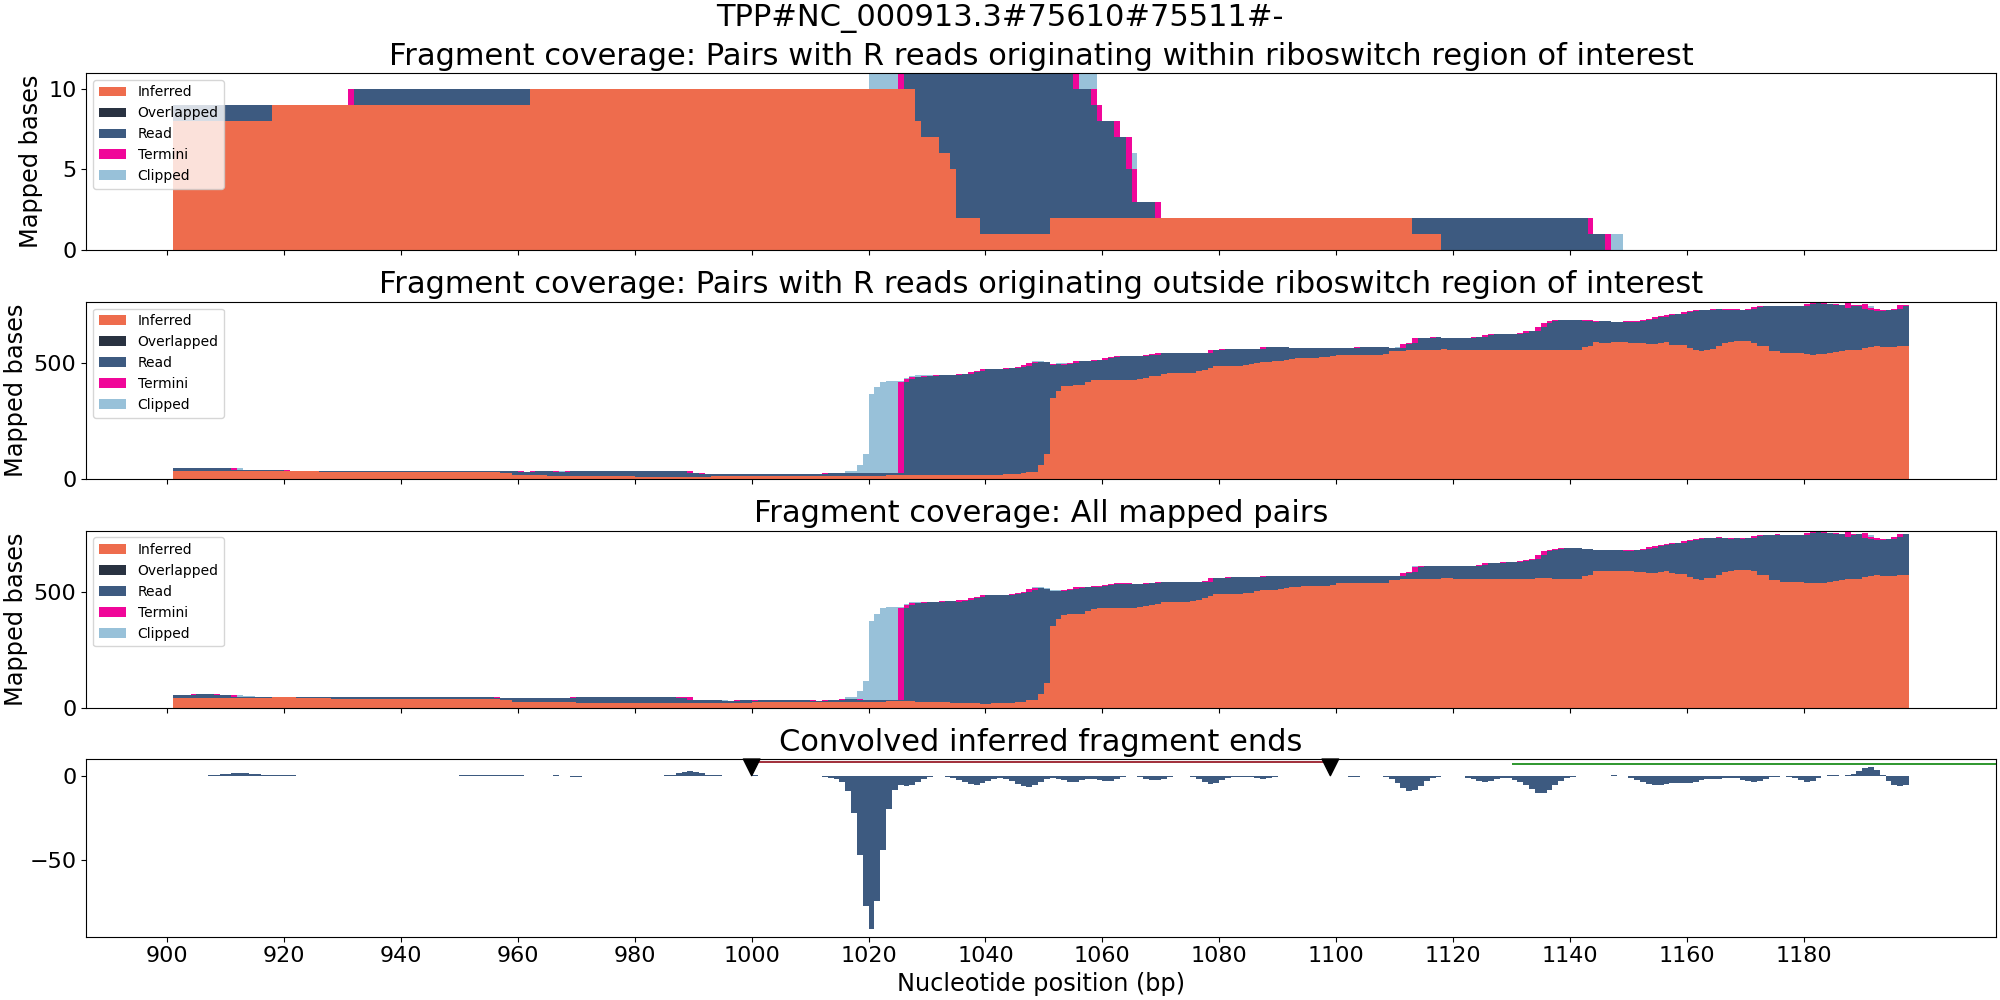 TPP#NC_000913.3#75610#75511#-
Fragment coverage: Pairs with R reads originating within riboswitch region of interest
Mapped bases
10
5
0
Inferred
Overlapped
Read
Termini
Clipped
Fragment coverage: Pairs with R reads originating outside riboswitch region of interest
Mapped bases
500
0
Inferred
Overlapped
Read
Termini
Clipped
Fragment coverage: All mapped pairs
Mapped bases
500
0
Inferred
Overlapped
Read
Termini
Clipped
Convolved inferred fragment ends
0
−50
900 920 940 960 980 1000 1020 1040 1060 1080 1100 1120 1140 1160 1180
Nucleotide position (bp)